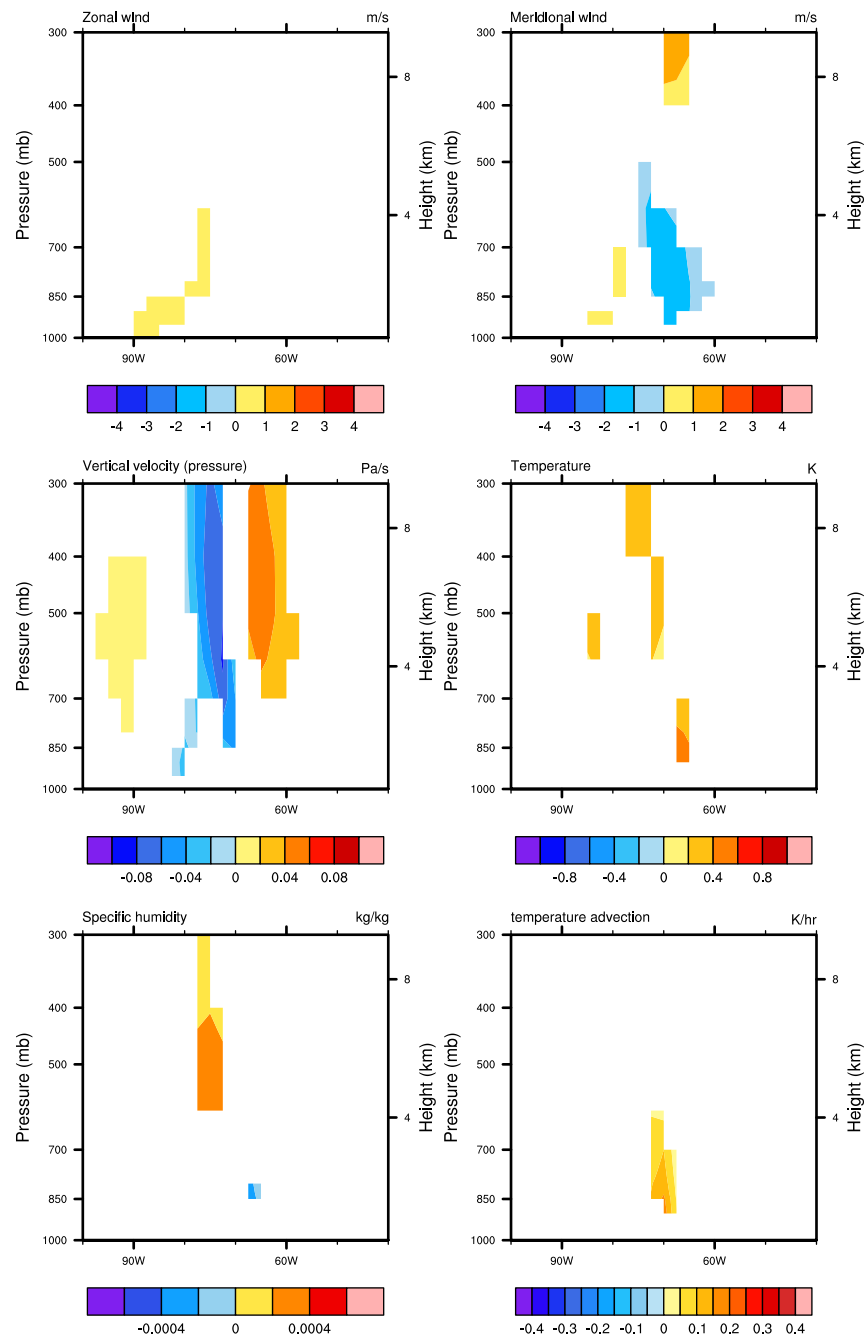 Zonal wind m/s
300
400
500
700
850
1000
Pressure (mb)
8
4
Height (km)
90W 60W
-4 -3 -2 -1 0 1 2 3 4
Meridional wind m/s
300
400
500
700
850
1000
Pressure (mb)
8
4
Height (km)
90W 60W
-4 -3 -2 -1 0 1 2 3 4
Vertical velocity (pressure) Pa/s
300
400
500
700
850
1000
Pressure (mb)
8
4
Height (km)
90W 60W
-0.08 -0.04 0 0.04 0.08
Temperature K
300
400
500
700
850
1000
Pressure (mb)
8
4
Height (km)
90W 60W
-0.8 -0.4 0 0.4 0.8
Specific humidity kg/kg
300
400
500
700
850
1000
Pressure (mb)
8
4
Height (km)
90W 60W
-0.0004 0 0.0004
temperature advection K/hr
300
400
500
700
850
1000
Pressure (mb)
8
4
Height (km)
90W 60W
-0.4 -0.3 -0.2 -0.1 0 0.1 0.2 0.3 0.4